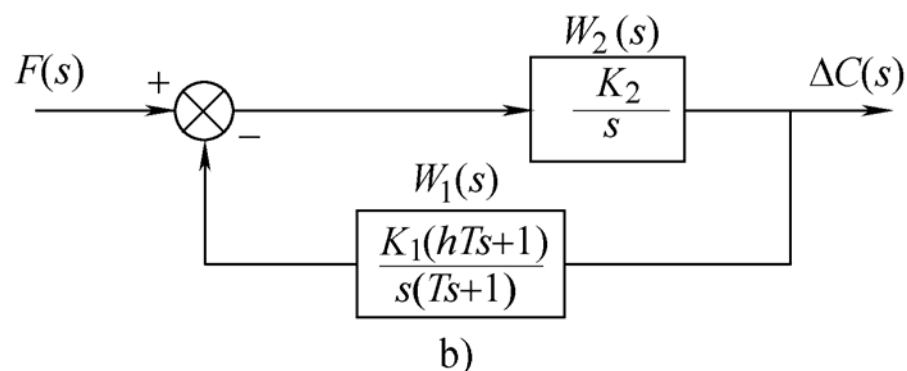 W₂(s)
F(s)
+
K₂
s
ΔC(s)
−
W₁(s)
K₁(hTs+1)
s(Ts+1)
b)